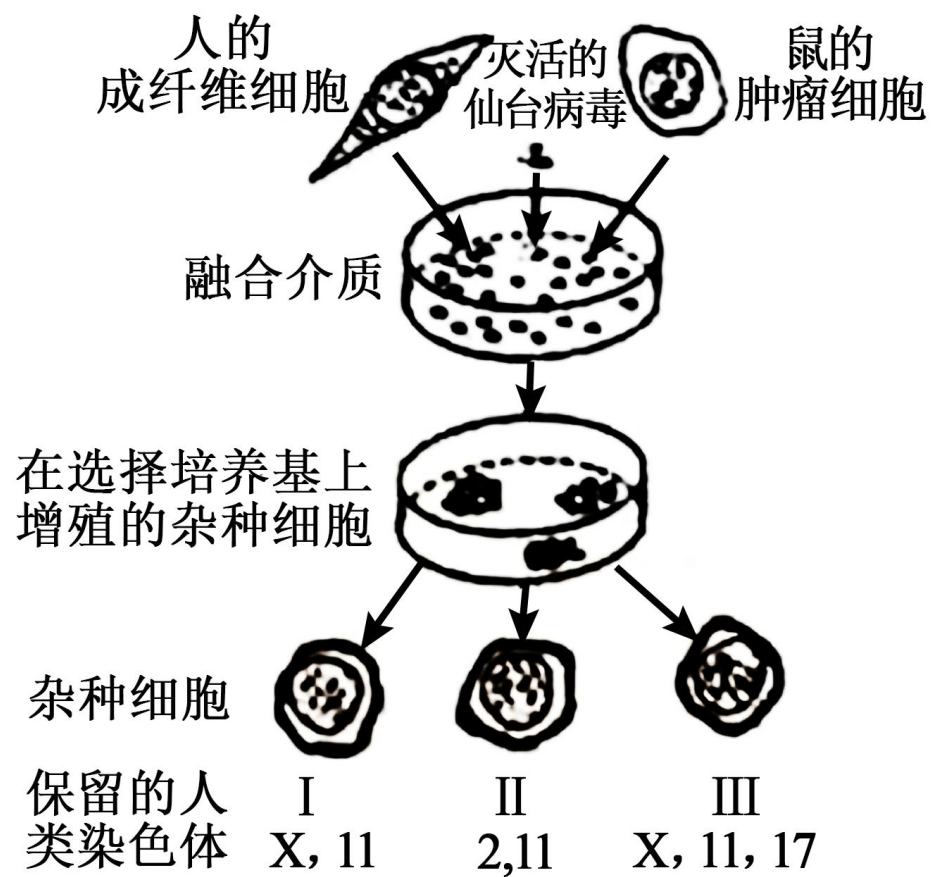 人的
成纤维细胞
灭活的
仙台病毒
鼠的
肿瘤细胞
融合介质
在选择培养基上
增殖的杂种细胞
杂种细胞
保留的人
类染色体
I
II
III
X, 11
2,11
X, 11, 17